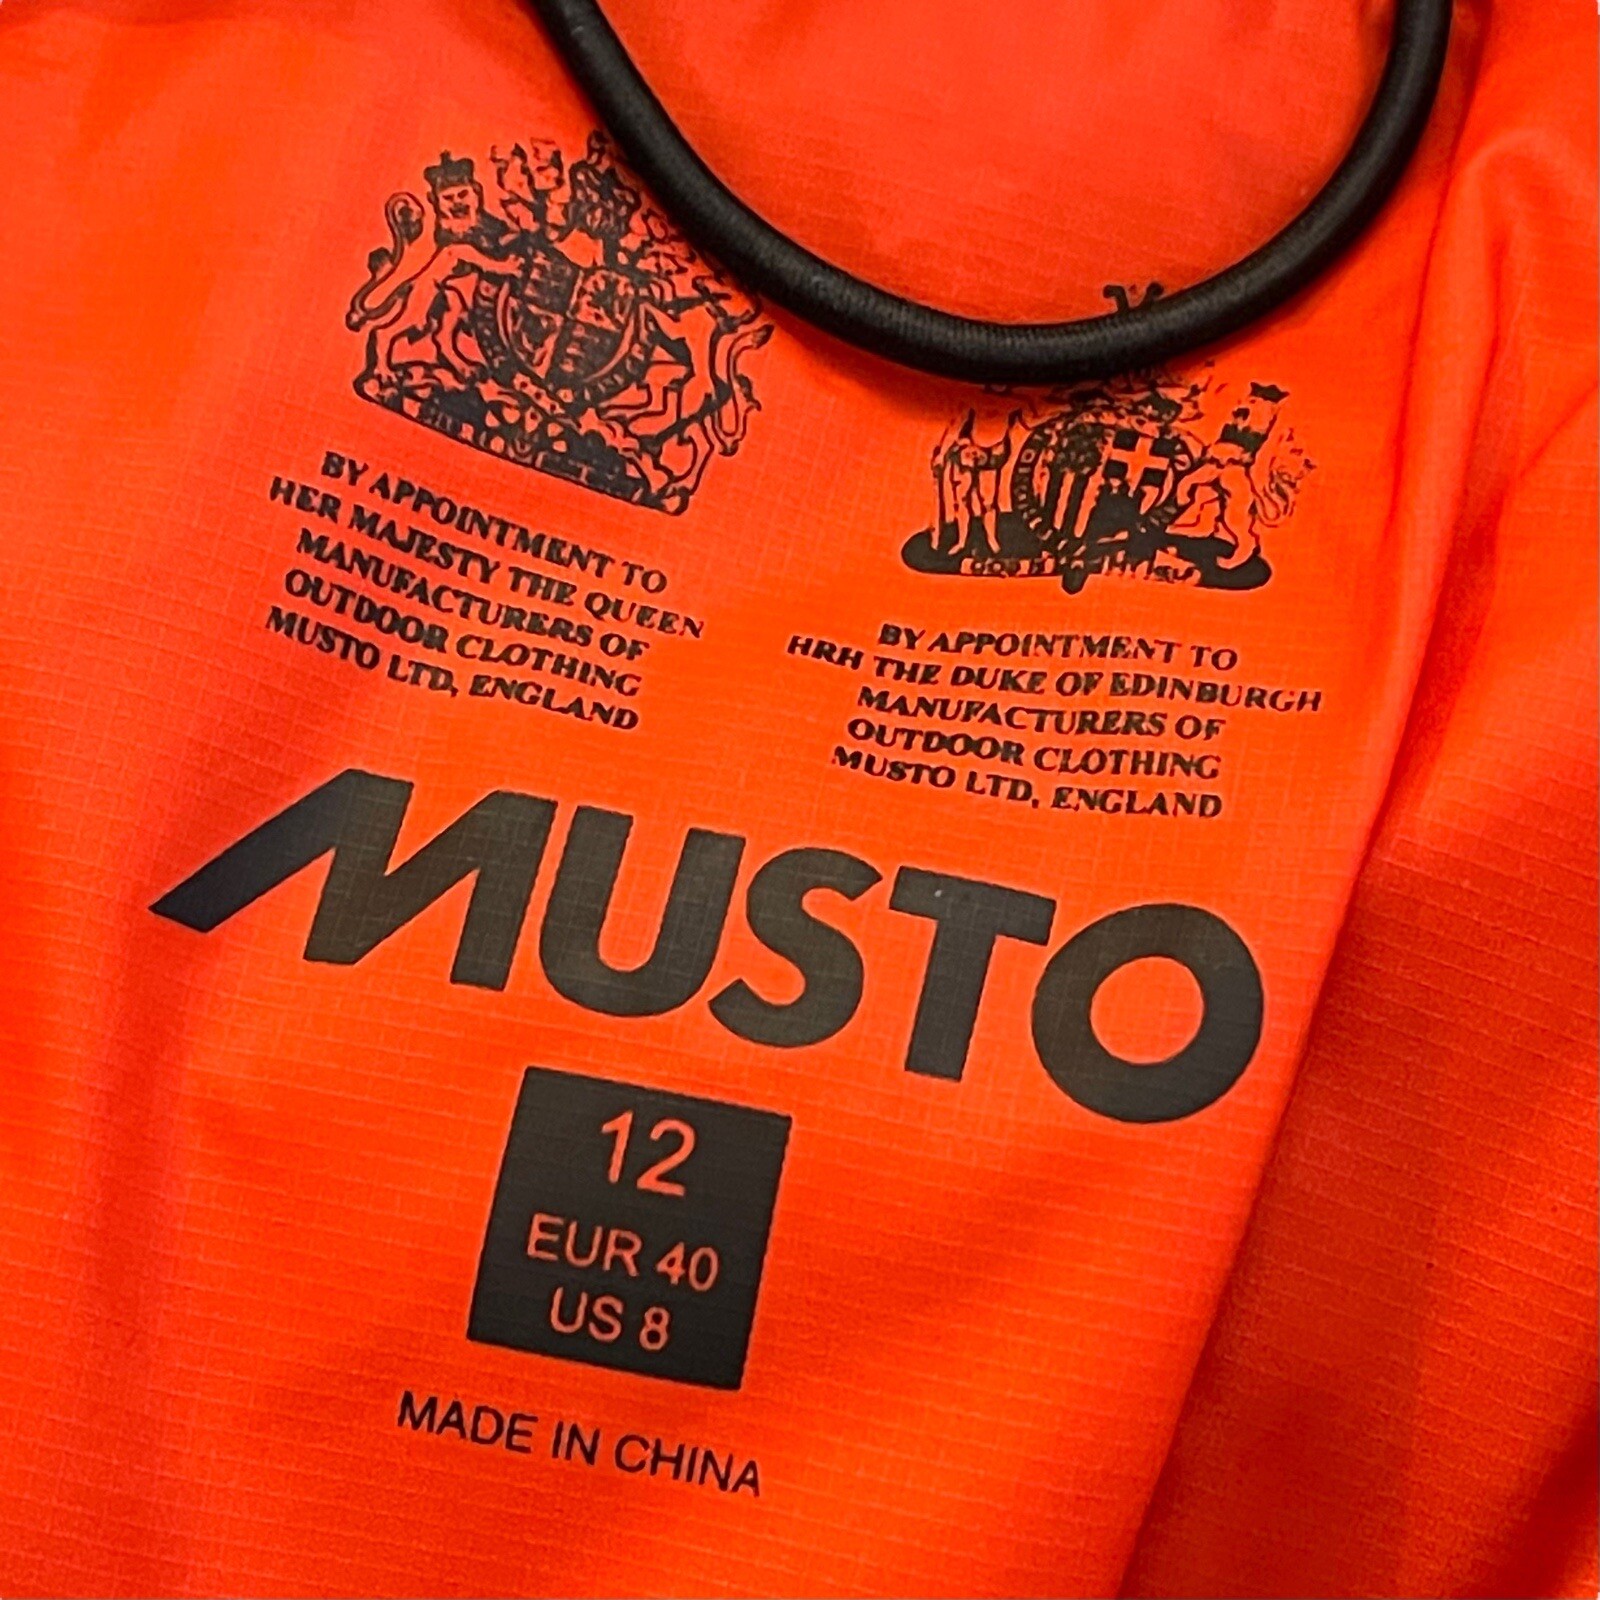 BY APPOINTMENT TO
HER MAJESTY THE QUEEN
MANUFACTURERS OF
OUTDOOR CLOTHING
MUSTO LTD, ENGLAND
BY APPOINTMENT TO
HRH THE DUKE OF EDINBURGH
MANUFACTURERS OF
OUTDOOR CLOTHING
MUSTO LTD, ENGLAND
MUSTO
12
EUR 40
US 8
MADE IN CHINA